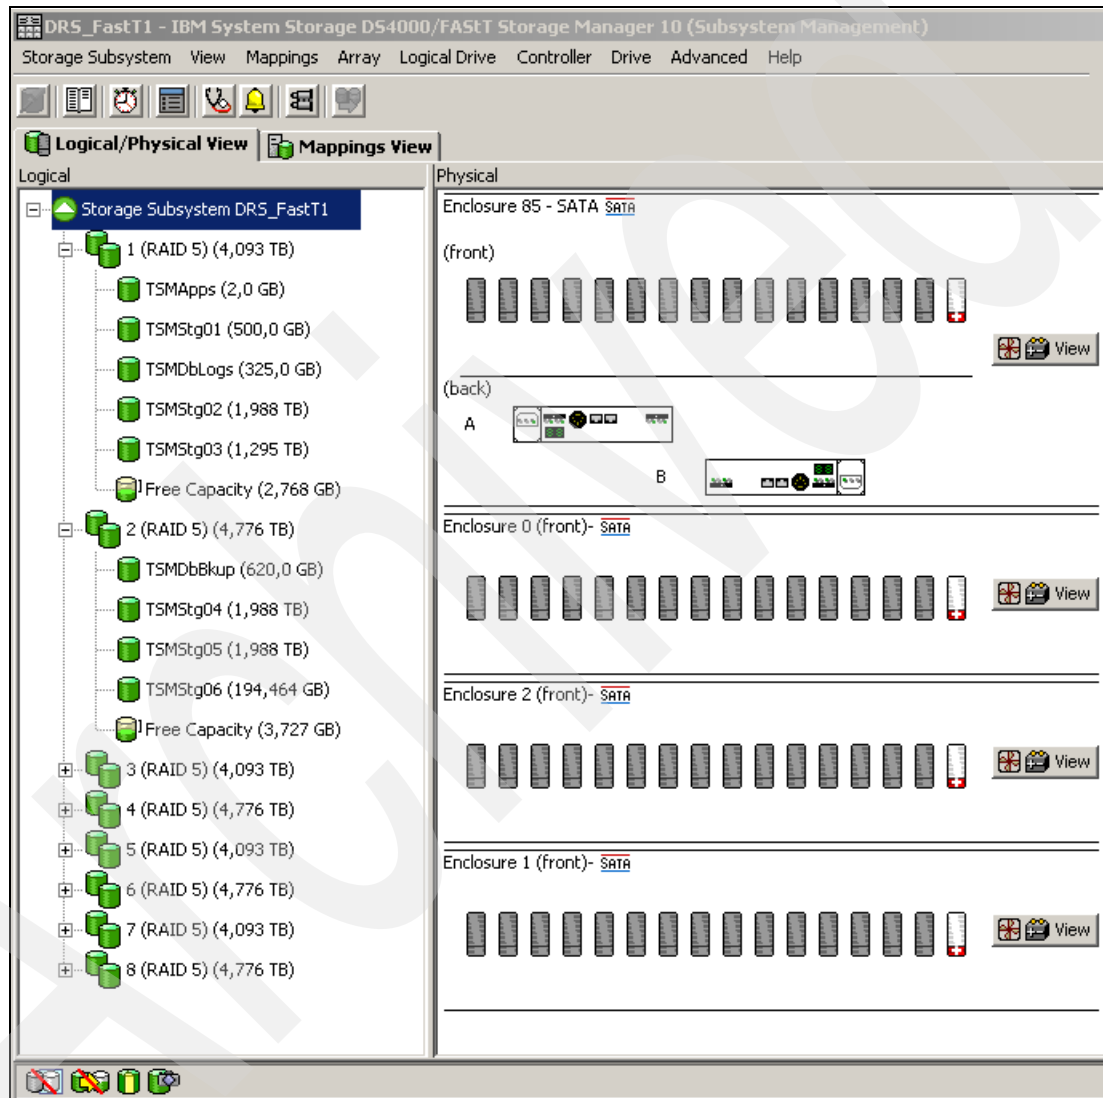 DRS_FastT1 - IBM System Storage DS4000/FAStT Storage Manager 10 (Subsystem Management)
Storage Subsystem View Mappings Array Logical Drive Controller Drive Advanced Help
Logical/Physical View Mappings View
Logical
Storage Subsystem DRS_FastT1
1 (RAID 5) (4,093 TB)
TSMApps (2,0 GB)
TSMStg01 (500,0 GB)
TSMDbLogs (325,0 GB)
TSMStg02 (1,988 TB)
TSMStg03 (1,295 TB)
Free Capacity (2,768 GB)
2 (RAID 5) (4,776 TB)
TSMDbBkup (620,0 GB)
TSMStg04 (1,988 TB)
TSMStg05 (1,988 TB)
TSMStg06 (194,464 GB)
Free Capacity (3,727 GB)
3 (RAID 5) (4,093 TB)
4 (RAID 5) (4,776 TB)
5 (RAID 5) (4,093 TB)
6 (RAID 5) (4,776 TB)
7 (RAID 5) (4,093 TB)
8 (RAID 5) (4,776 TB)
Physical
Enclosure 85 - SATA SATA
(front)
View
(back)
A
B
Enclosure 0 (front)- SATA
View
Enclosure 2 (front)- SATA
View
Enclosure 1 (front)- SATA
View
Archived